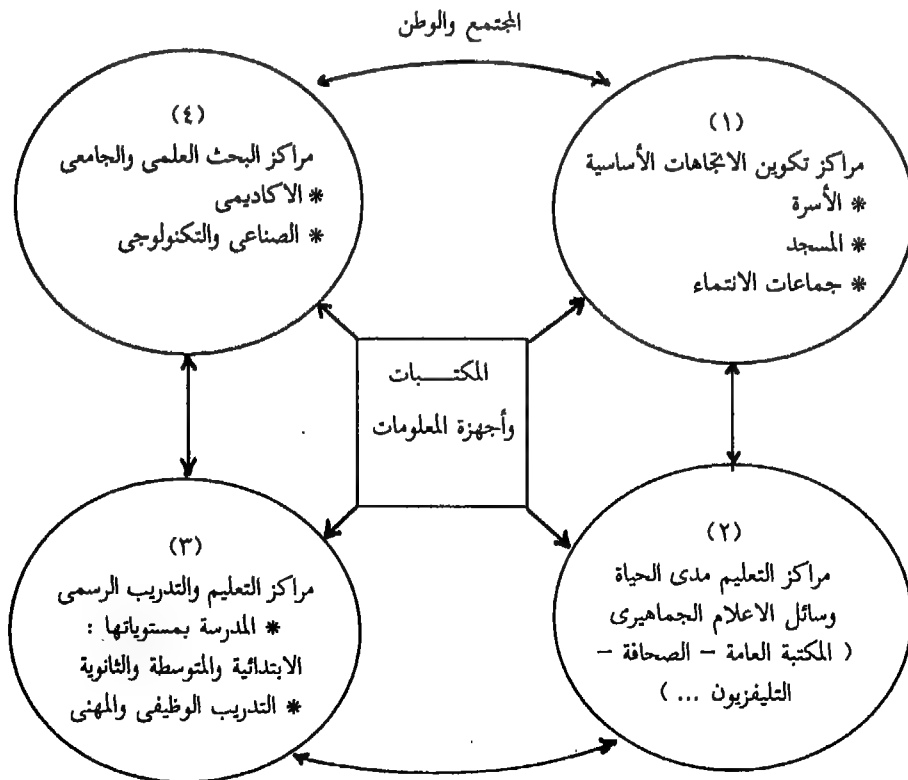 المجتمع والوطن
(١)
مراكز تكوين الاتجاهات الأساسية
* الأسرة
* المسجد
* جماعات الانتماء
(٤)
مراكز البحث العلمى والجامعى
* الاكاديمى
* الصناعى والتكنولوجى
المكتـــبات
وأجهزة المعلومات
(٢)
مراكز التعليم مدى الحياة
وسائل الاعلام الجماهيرى
( المكتبة العامة – الصحافة –
التليفزيون ... )
(٣)
مراكز التعليم والتدريب الرسمى
* المدرسة بمستوياتها :
الابتدائية والمتوسطة والثانوية
* التدريب الوظيفى والمهنى